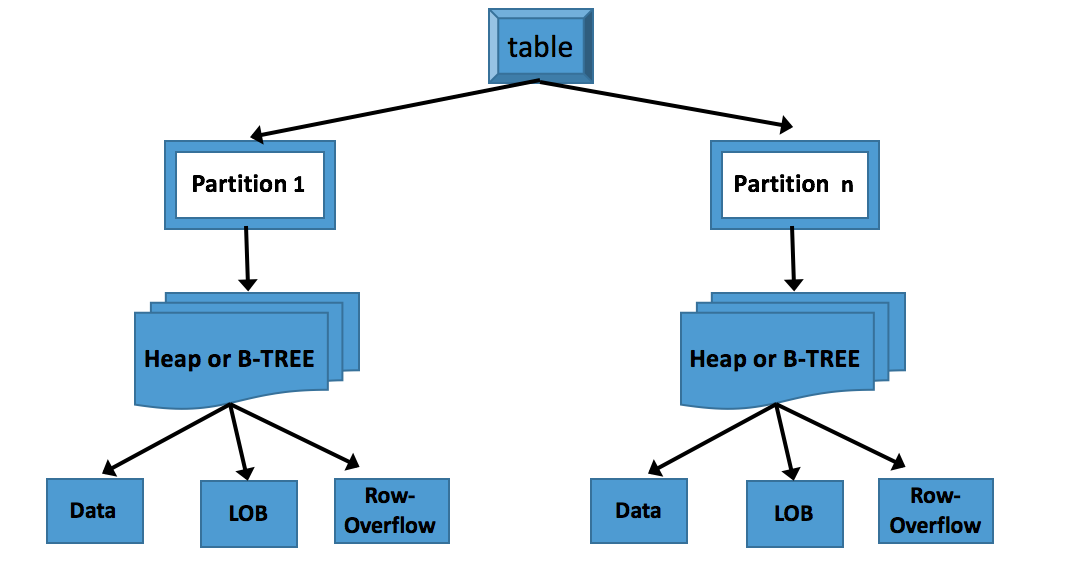 table
Partition 1
Partition n
Heap or B-TREE
Heap or B-TREE
Data
LOB
Row-
Overflow
Data
LOB
Row-
Overflow